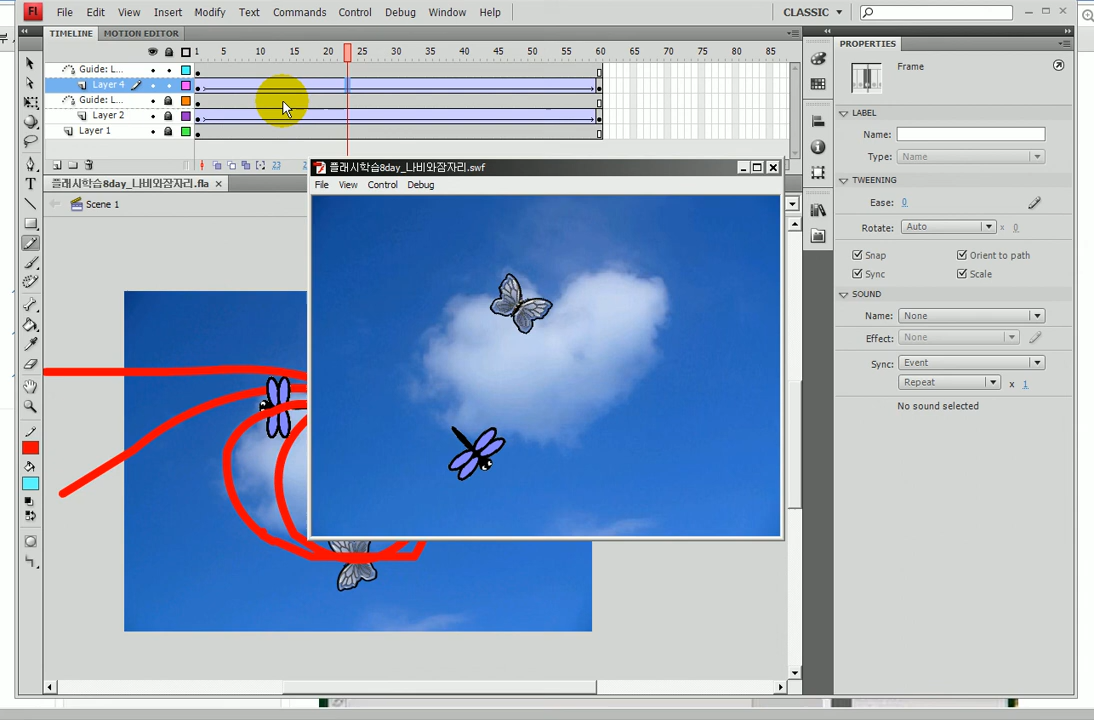 Fl File Edit View Insert Modify Text Commands Control Debug Window Help CLASSIC
TIMELINE MOTION EDITOR
1 5 10 15 20 25 30 35 40 45 50 55 60 65 70 75 80 85
Guide: L...
Layer 4
Guide: L...
Layer 2
Layer 1
23
플래시학습8day_나비와잠자리.fla ×
Scene 1
플래시학습8day_나비와잠자리.swf
File View Control Debug
PROPERTIES
Frame
LABEL
Name:
Type: Name
TWEENING
Ease: 0
Rotate: Auto x 0
Snap Orient to path
Sync Scale
SOUND
Name: None
Effect: None
Sync: Event
Repeat x 1
No sound selected